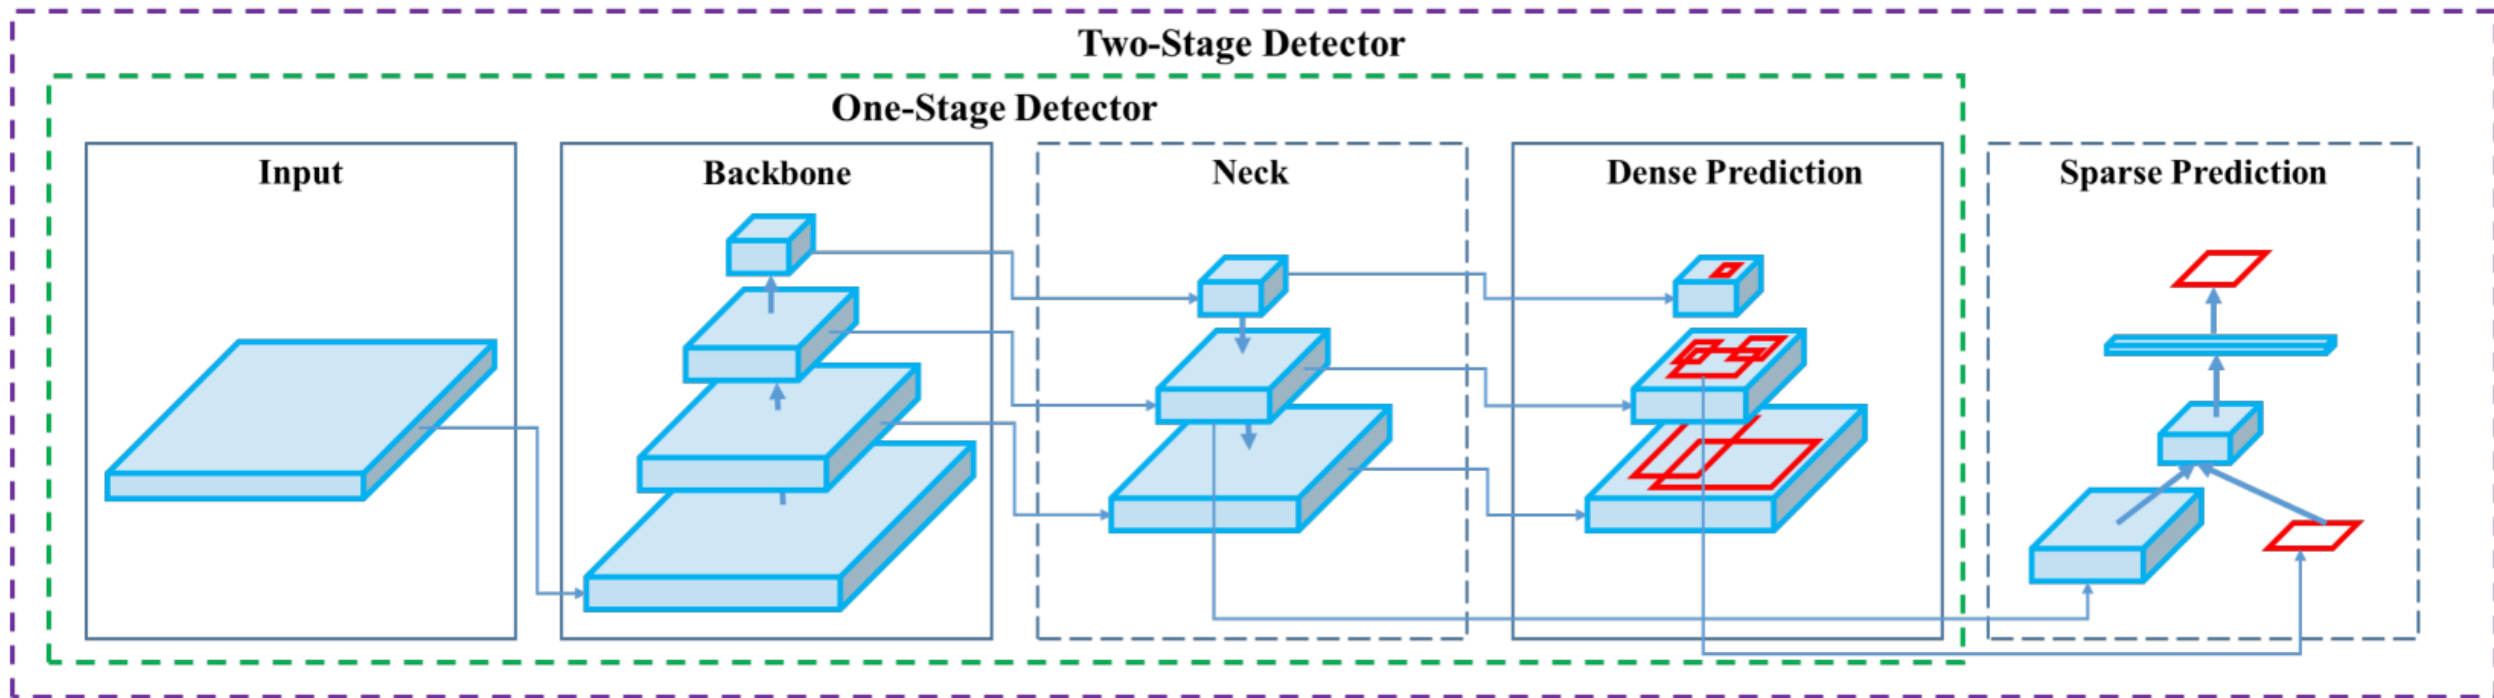 Two-Stage Detector
One-Stage Detector
Input
Backbone
Neck
Dense Prediction
Sparse Prediction